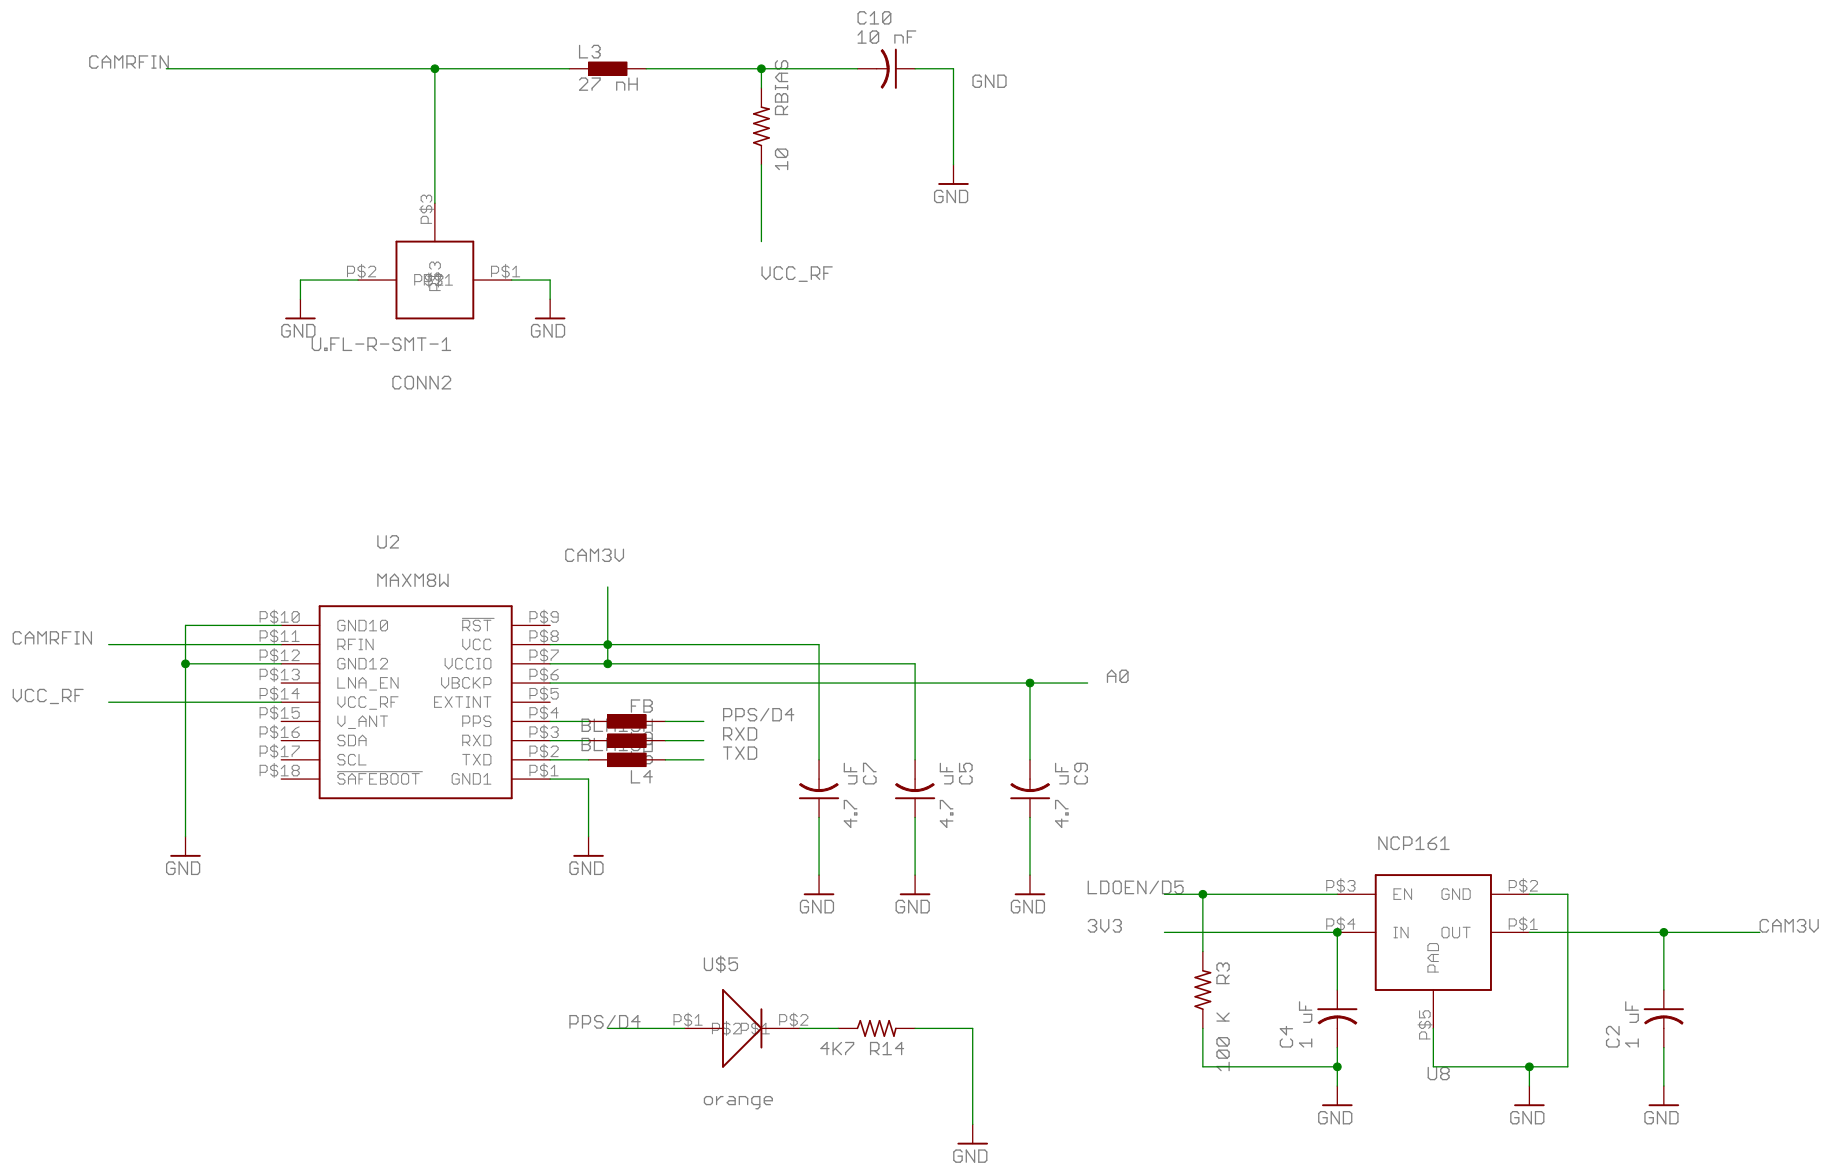 C10
10 nF
CAMRFIN
L3
27 nH
RBIAS
10
GND
GND
P$3
VCC_RF
P$2
P$3
P$1
GND
GND
U.FL-R-SMT-1
CONN2
U2
MAXM8W
CAM3V
CAMRFIN
VCC_RF
P$10
P$11
P$12
P$13
P$14
P$15
P$16
P$17
P$18
GND10
RFIN
GND12
LNA_EN
VCC_RF
V_ANT
SDA
SCL
SAFEBOOT
RST
VCC
VCCIO
VBCKP
EXTINT
PPS
RXD
TXD
GND1
P$9
P$8
P$7
P$6
P$5
P$4
P$3
P$2
P$1
FB
L4
PPS/D4
RXD
TXD
A0
4.7 uF
C7
4.7 uF
C5
4.7 uF
C9
GND
GND
GND
GND
GND
NCP161
LDOEN/D5
3V3
P$3
P$4
EN
IN
GND
OUT
PAD
P$2
P$1
P$5
CAM3V
R3
100 K
C4
1 uF
U8
C2
1 uF
GND
GND
GND
U$5
PPS/D4
P$1
P$2
P$1
P$2
4K7
R14
orange
GND